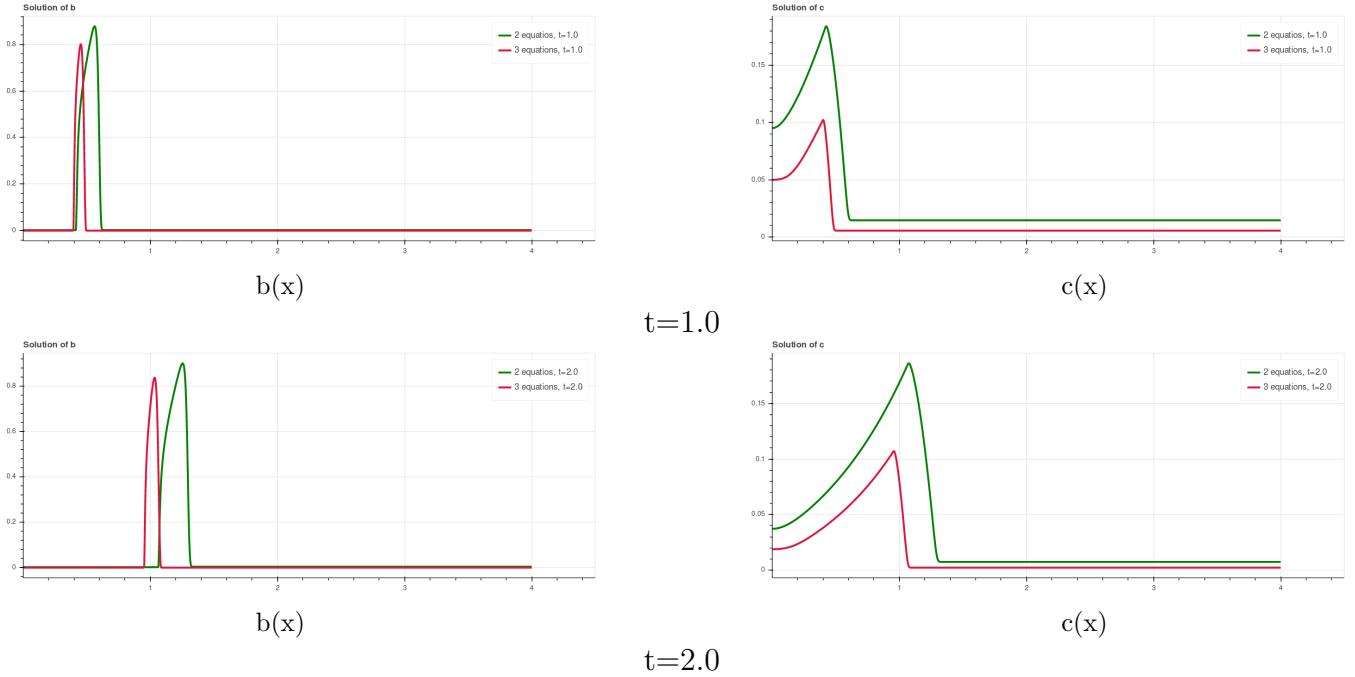 Solution of b
0.8
0.6
0.4
0.2
0
1
2
3
4
2 equatios, t=1.0
3 equations, t=1.0
b(x)
Solution of c
0.15
0.1
0.05
0
1
2
3
4
2 equatios, t=1.0
3 equations, t=1.0
c(x)
t=1.0
Solution of b
0.8
0.6
0.4
0.2
0
1
2
3
4
2 equatios, t=2.0
3 equations, t=2.0
b(x)
Solution of c
0.15
0.1
0.05
0
1
2
3
4
2 equatios, t=2.0
3 equations, t=2.0
c(x)
t=2.0